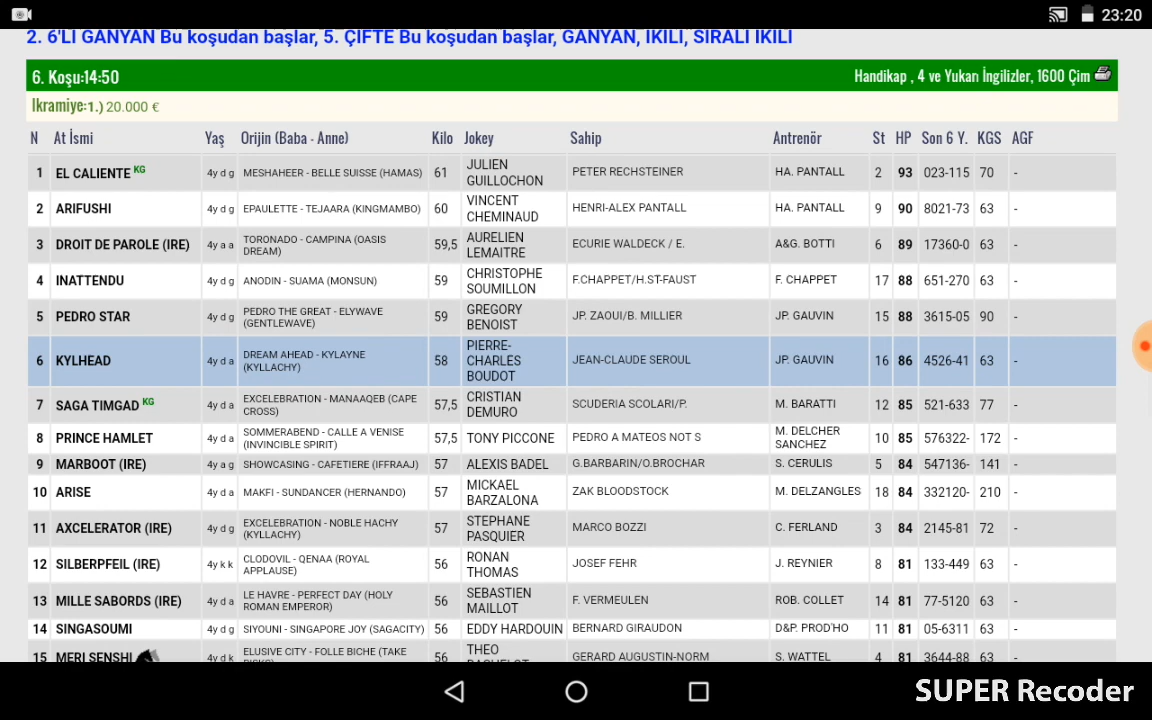 23:20
2. 6'LI GANYAN Bu koşudan başlar, 5. ÇİFTE Bu koşudan başlar, GANYAN, İKİLİ, SIRALI İKİLİ
6. Koşu:14:50 Handikap , 4 ve Yukarı İngilizler, 1600 Çim
İkramiye:1.) 20.000 €
N At İsmi Yaş Orijin (Baba - Anne) Kilo Jokey Sahip Antrenör St HP Son 6 Y. KGS AGF
1 EL CALIENTE KG 4y d g MESHAHEER - BELLE SUISSE (HAMAS) 61 JULIEN GUILLOCHON PETER RECHSTEINER HA. PANTALL 2 93 023-115 70 -
2 ARIFUSHI 4y d g EPAULETTE - TEJAARA (KINGMAMBO) 60 VINCENT CHEMINAUD HENRI-ALEX PANTALL HA. PANTALL 9 90 8021-73 63 -
3 DROIT DE PAROLE (IRE) 4y a a TORONADO - CAMPINA (OASIS DREAM) 59,5 AURELIEN LEMAITRE ECURIE WALDECK / E. A&G. BOTTI 6 89 17360-0 63 -
4 INATTENDU 4y d g ANODIN - SUAMA (MONSUN) 59 CHRISTOPHE SOUMILLON F.CHAPPET/H.ST-FAUST F. CHAPPET 17 88 651-270 63 -
5 PEDRO STAR 4y d g PEDRO THE GREAT - ELYWAVE (GENTLEWAVE) 59 GREGORY BENOIST JP. ZAOUI/B. MILLIER JP. GAUVIN 15 88 3615-05 90 -
6 KYLHEAD 4y d a DREAM AHEAD - KYLAYNE (KYLLACHY) 58 PIERRE-CHARLES BOUDOT JEAN-CLAUDE SEROUL JP. GAUVIN 16 86 4526-41 63 -
7 SAGA TIMGAD KG 4y d a EXCELEBRATION - MANAAQEB (CAPE CROSS) 57,5 CRISTIAN DEMURO SCUDERIA SCOLARI/P. M. BARATTI 12 85 521-633 77 -
8 PRINCE HAMLET 4y d a SOMMERABEND - CALLE A VENISE (INVINCIBLE SPIRIT) 57,5 TONY PICCONE PEDRO A MATEOS NOT S M. DELCHER SANCHEZ 10 85 576322- 172 -
9 MARBOOT (IRE) 4y a g SHOWCASING - CAFETIERE (IFFRAAJ) 57 ALEXIS BADEL G.BARBARIN/O.BROCHAR S. CERULIS 5 84 547136- 141 -
10 ARISE 4y d a MAKFI - SUNDANCER (HERNANDO) 57 MICKAEL BARZALONA ZAK BLOODSTOCK M. DELZANGLES 18 84 332120- 210 -
11 AXCELERATOR (IRE) 4y d g EXCELEBRATION - NOBLE HACHY (KYLLACHY) 57 STEPHANE PASQUIER MARCO BOZZI C. FERLAND 3 84 2145-81 72 -
12 SILBERPFEIL (IRE) 4y k k CLODOVIL - QENAA (ROYAL APPLAUSE) 56 RONAN THOMAS JOSEF FEHR J. REYNIER 8 81 133-449 63 -
13 MILLE SABORDS (IRE) 4y d a LE HAVRE - PERFECT DAY (HOLY ROMAN EMPEROR) 56 SEBASTIEN MAILLOT F. VERMEULEN ROB. COLLET 14 81 77-5120 63 -
14 SINGASOUMI 4y d g SIYOUNI - SINGAPORE JOY (SAGACITY) 56 EDDY HARDOUIN BERNARD GIRAUDON D&P. PROD'HO 11 81 05-6311 63 -
15 MERI SENSHI 4y d k ELUSIVE CITY - FOLLE BICHE (TAKE 56 THEO GERARD AUGUSTIN-NORM S. WATTEL 4 81 3644-88 63 -
SUPER Recoder